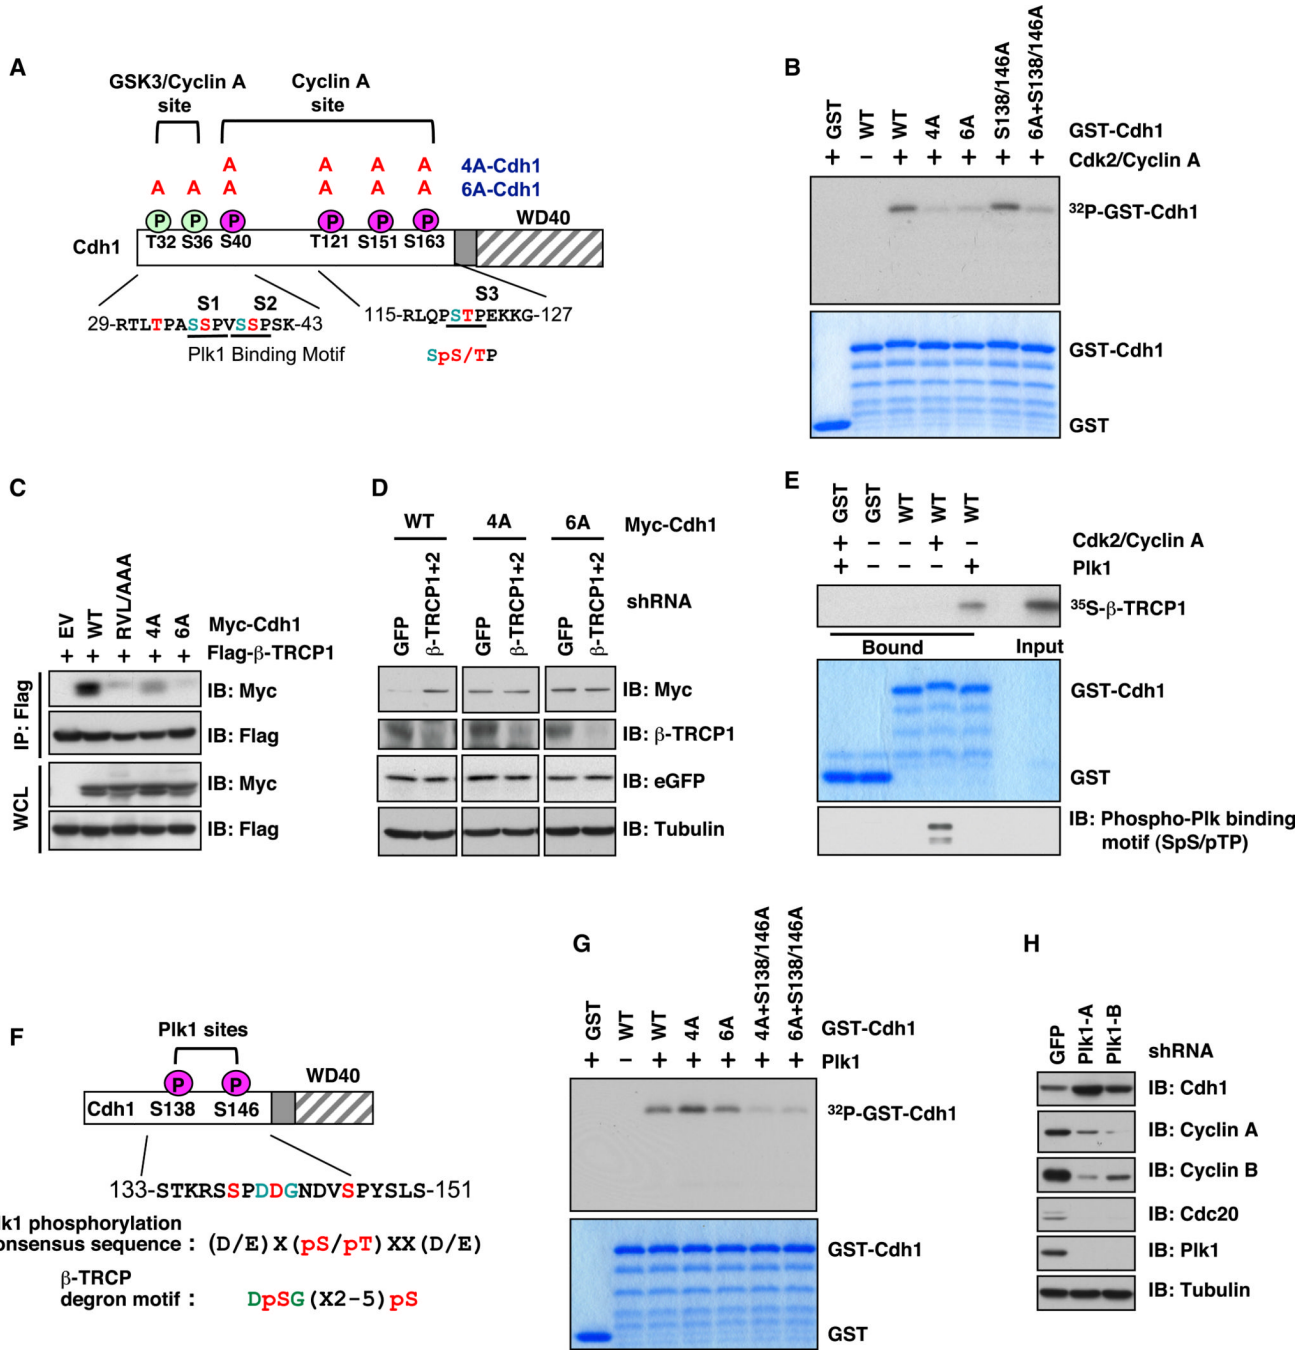 A
GSK3/Cyclin A
site
Cyclin A
site
A A A A 4A-Cdh1
A A A A A A 6A-Cdh1
P P P P P P
WD40
Cdh1
T32 S36 S40 T121 S151 S163
S1 S2
29-RTLTPASSPVSSPSK-43
Plk1 Binding Motif
S3
115-RLQPSTPEKKG-127
SpS/TP
B
GST WT WT 4A 6A S138/146A 6A+S138/146A
GST-Cdh1
+ − + + + + + Cdk2/Cyclin A
32P-GST-Cdh1
GST-Cdh1
GST
C
EV WT RVL/AAA 4A 6A Myc-Cdh1
+ + + + + Flag-β-TRCP1
IP: Flag
IB: Myc
IB: Flag
WCL
IB: Myc
IB: Flag
D
WT 4A 6A Myc-Cdh1
GFP β-TRCP1+2 GFP β-TRCP1+2 GFP β-TRCP1+2 shRNA
IB: Myc
IB: β-TRCP1
IB: eGFP
IB: Tubulin
E
GST GST WT WT WT
+ − − + − Cdk2/Cyclin A
+ − − − + Plk1
35S-β-TRCP1
Bound Input
GST-Cdh1
GST
IB: Phospho-Plk binding
motif (SpS/pTP)
F
Plk1 sites
P P
WD40
Cdh1 S138 S146
133-STKRSSPDDGNDVSPYSLS-151
lk1 phosphorylation
onsensus sequence : (D/E)X(pS/pT)XX(D/E)
β-TRCP
degron motif : DpSG(X2-5)pS
G
GST WT WT 4A 6A 4A+S138/146A 6A+S138/146A
GST-Cdh1
+ − + + + + + Plk1
32P-GST-Cdh1
GST-Cdh1
GST
H
GFP Plk1-A Plk1-B shRNA
IB: Cdh1
IB: Cyclin A
IB: Cyclin B
IB: Cdc20
IB: Plk1
IB: Tubulin